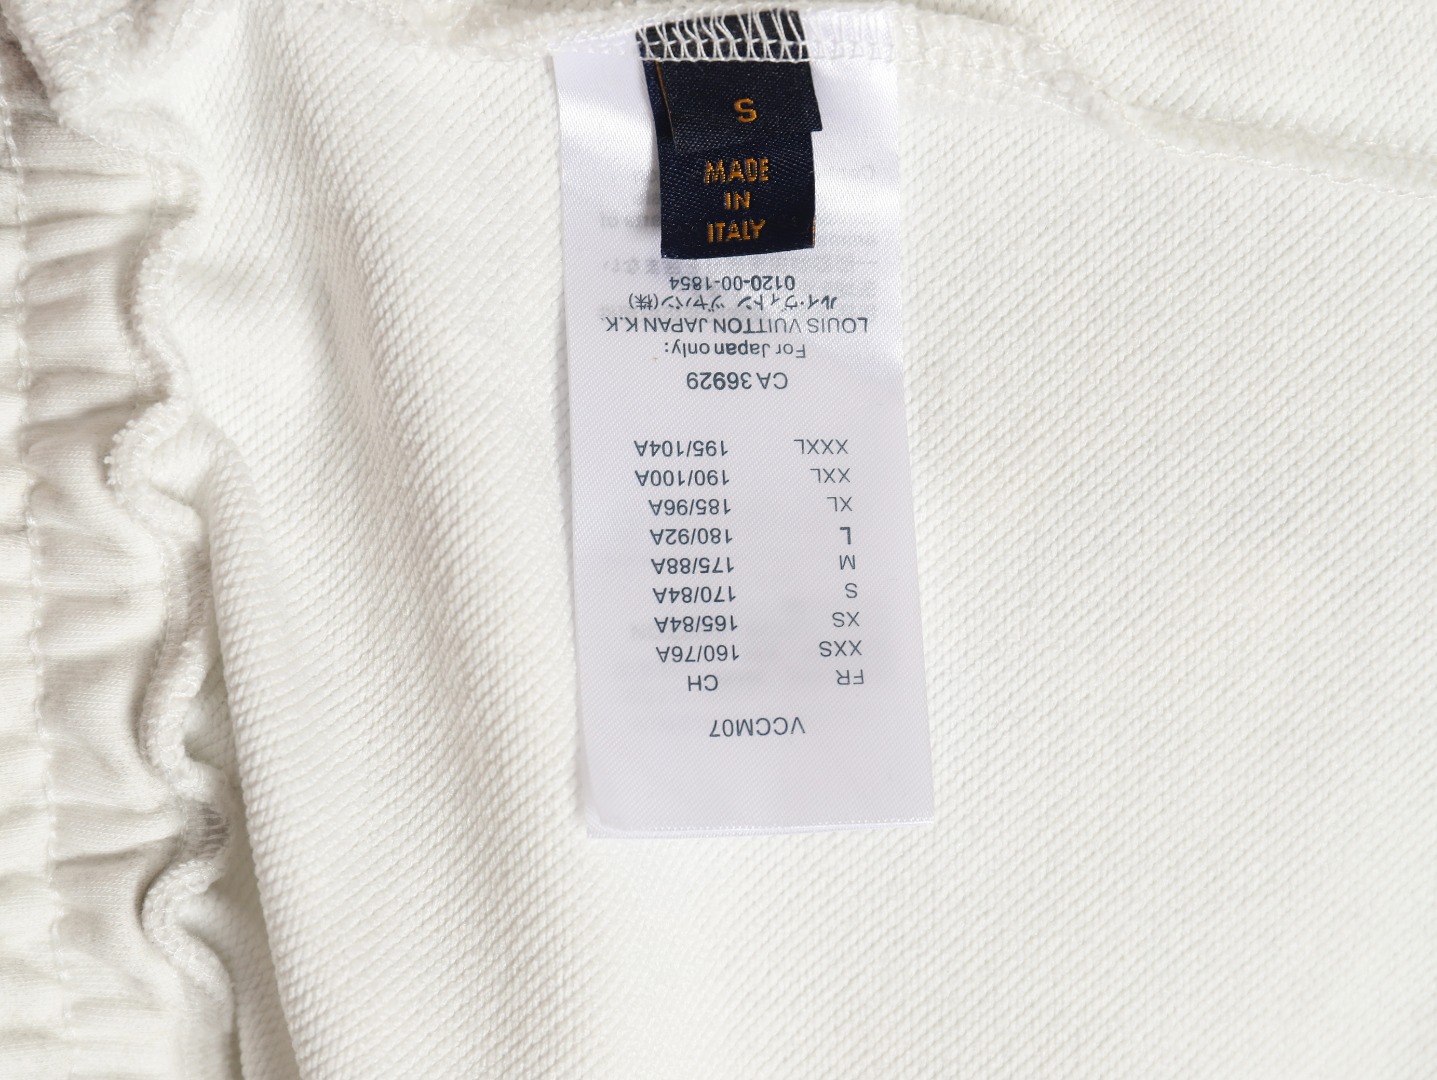 S
MADE
IN
ITALY
VCCM07
FR CH
XXS 160/76A
XS 165/84A
S 170/84A
M 175/88A
L 180/92A
XL 185/96A
XXL 190/100A
XXXL 195/104A
CA 36929
For Japan only:
LOUIS VUITTON JAPAN K.K.
ルイ・ヴィトン ジャパン(株)
0120-00-1854